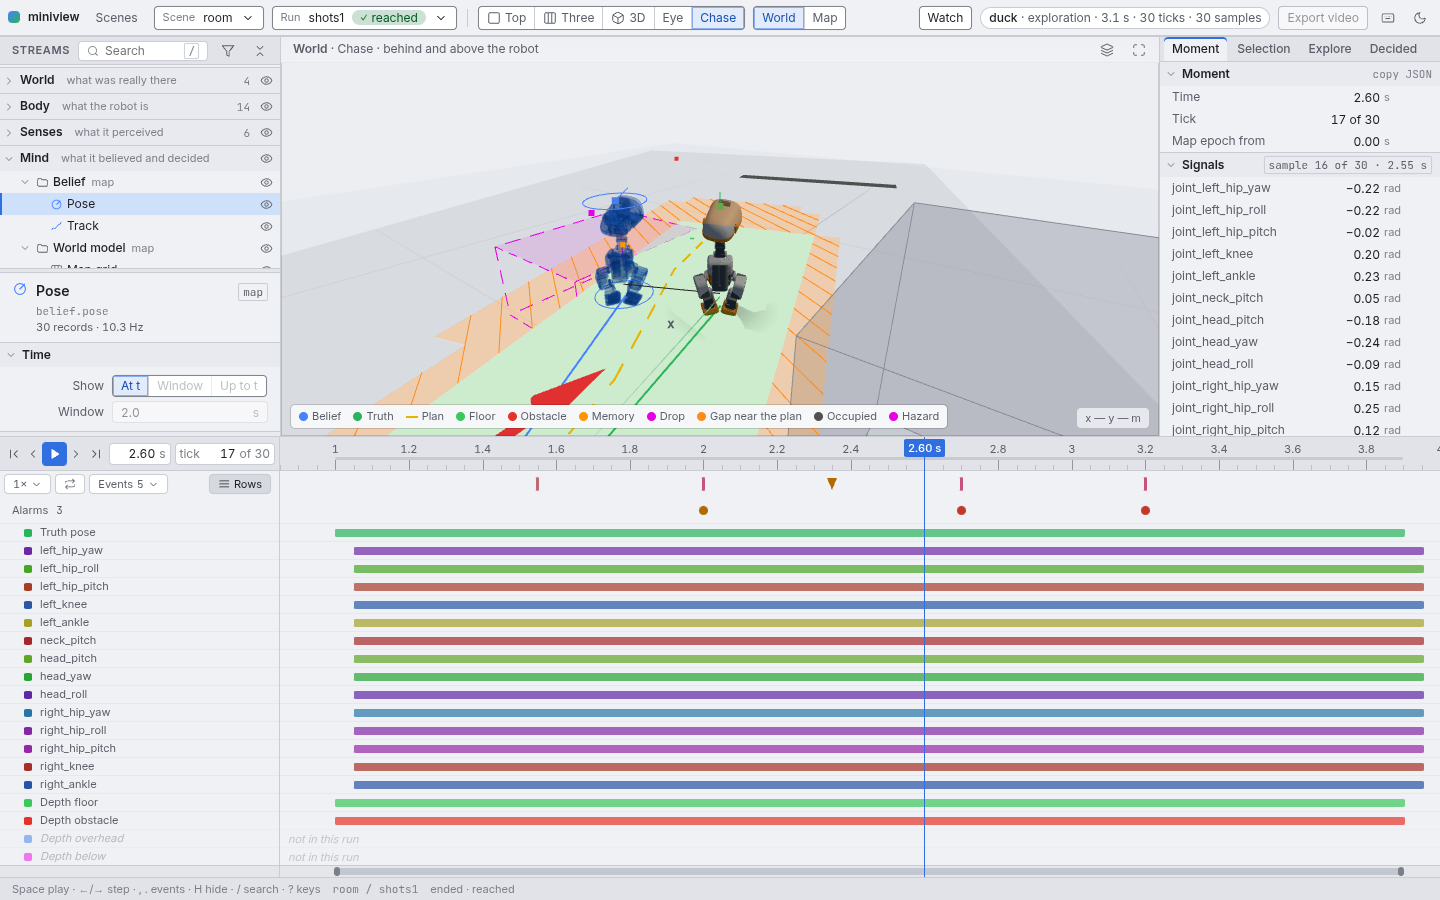 miniview Scenes Scene room Run shots1 ✓ reached Top Three 3D Eye Chase World Map Watch duck · exploration · 3.1 s · 30 ticks · 30 samples Export video
STREAMS Search /
World what was really there 4
Body what the robot is 14
Senses what it perceived 6
Mind what it believed and decided
Belief map
Pose
Track
World model map
Pose map
belief.pose
30 records · 10.3 Hz
Time
Show At t Window Up to t
Window 2.0 s
World · Chase · behind and above the robot
x
Belief Truth Plan Floor Obstacle Memory Drop Gap near the plan Occupied Hazard
x — y — m
Moment Selection Explore Decided
Moment copy JSON
Time 2.60 s
Tick 17 of 30
Map epoch from 0.00 s
Signals sample 16 of 30 · 2.55 s
joint_left_hip_yaw −0.22 rad
joint_left_hip_roll −0.22 rad
joint_left_hip_pitch −0.02 rad
joint_left_knee 0.20 rad
joint_left_ankle 0.23 rad
joint_neck_pitch 0.05 rad
joint_head_pitch −0.18 rad
joint_head_yaw −0.24 rad
joint_head_roll −0.09 rad
joint_right_hip_yaw 0.15 rad
joint_right_hip_roll 0.25 rad
joint_right_hip_pitch 0.12 rad
2.60 s tick 17 of 30
1 1.2 1.4 1.6 1.8 2 2.2 2.4 2.60 s 2.8 3 3.2 3.4 3.6 3.8
1× Events 5 Rows
Alarms 3
Truth pose
left_hip_yaw
left_hip_roll
left_hip_pitch
left_knee
left_ankle
neck_pitch
head_pitch
head_yaw
head_roll
right_hip_yaw
right_hip_roll
right_hip_pitch
right_knee
right_ankle
Depth floor
Depth obstacle
Depth overhead not in this run
Depth below not in this run
Space play · ←/→ step · , . events · H hide · / search · ? keys room / shots1 ended · reached